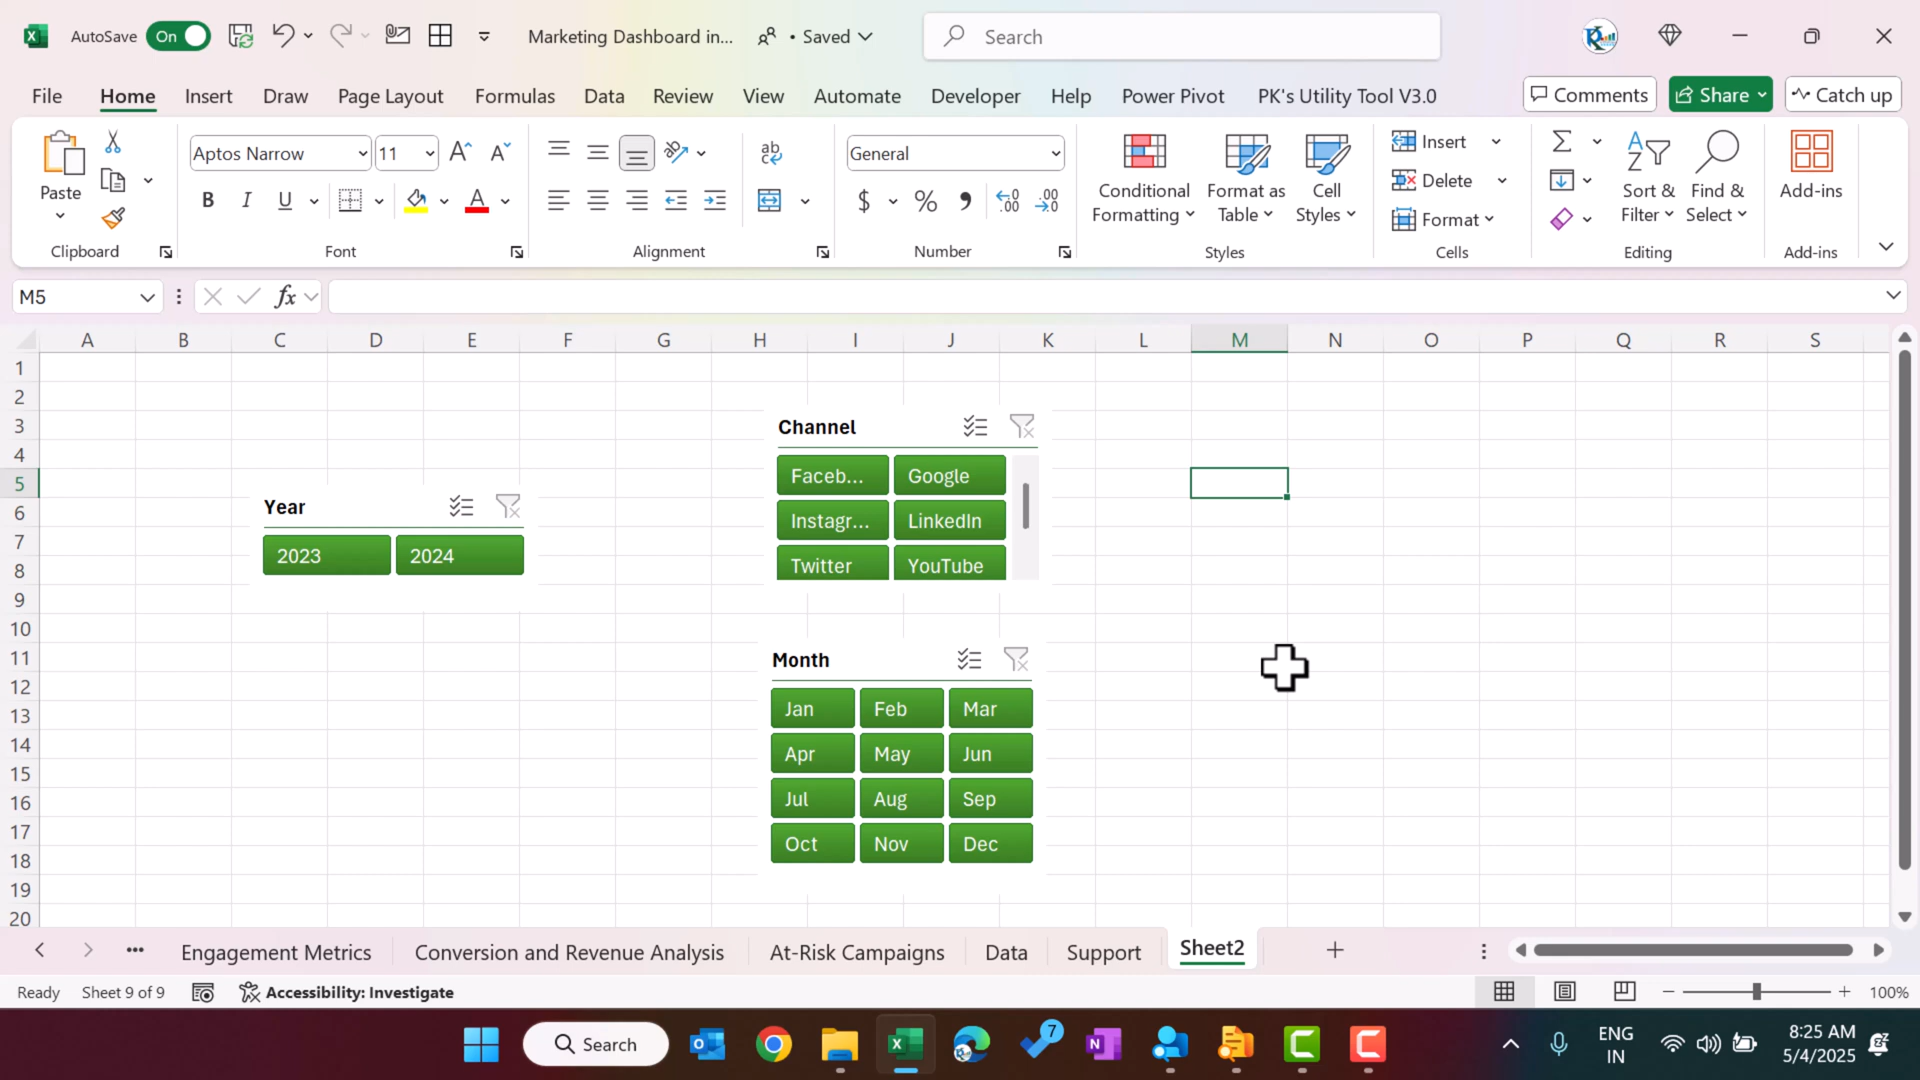 AutoSave On Marketing Dashboard in... • Saved Search
File Home Insert Draw Page Layout Formulas Data Review View Automate Developer Help Power Pivot PK's Utility Tool V3.0 Comments Share Catch up
Paste
Clipboard
Aptos Narrow 11
B I U A
Font
ab
c
Alignment
General
$ % 9 .00 .00
Number
Conditional
Formatting
Format as
Table
Cell
Styles
Styles
Insert
Delete
Format
Cells
Sort &
Filter
Find &
Select
Editing
Add-ins
Add-ins
M5 fx
A B C D E F G H I J K L M N O P Q R S
1
2
3
4
5
6
7
8
9
10
11
12
13
14
15
16
17
18
19
20
Year
2023 2024
Channel
Faceb... Google
Instagr... LinkedIn
Twitter YouTube
Month
Jan Feb Mar
Apr May Jun
Jul Aug Sep
Oct Nov Dec
Engagement Metrics Conversion and Revenue Analysis At-Risk Campaigns Data Support Sheet2
Ready Sheet 9 of 9 Accessibility: Investigate 100%
Search 7
ENG
IN
8:25 AM
5/4/2025